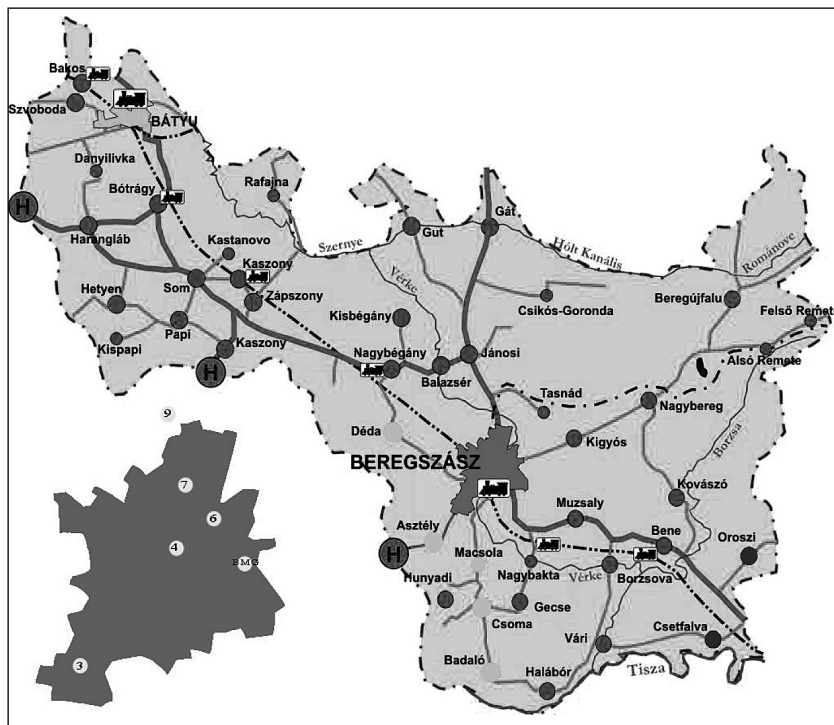 Bakos
Szvoboda
BÁTYU
Danyilivka
Rafajna
Bótrágy
H
Harangláb
Gut
Gát
Szernye
Hólt Kanális
Románove
Kastanovo
Kaszony
Vérke
Hetyen
Som
Zápszony
Kisbégány
Csikós-Goronda
Beregújfalu
Felső Remete
Kispapi
Papi
Kaszony
H
Nagybégány
Balazsér
Jánosi
Alsó Remete
Tasnád
Nagybereg
9
Déda
Kigyós
Borzsa
BEREGSZÁSZ
7
6
4
BMG
3
Kovászó
Muzsaly
Bene
Oroszi
Asztély
H
Macsola
Hunyadi
Nagybakta
Vérke
Borzsova
Gecse
Csoma
Vári
Csetfalva
Badaló
Halábór
Tisza